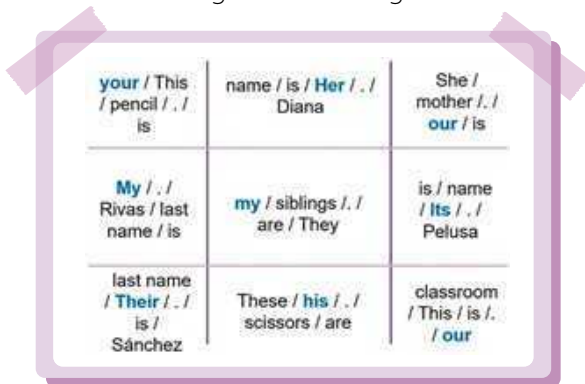 your / This
/ pencil / . /
is
name / is / Her / . /
Diana
She /
mother /. /
our / is
My / . /
Rivas / last
name / is
my / siblings /. /
are / They
is / name
/ Its / . /
Pelusa
last name
/ Their / . /
is /
Sánchez
These / his / . /
scissors / are
classroom
/ This / is /.
/ our